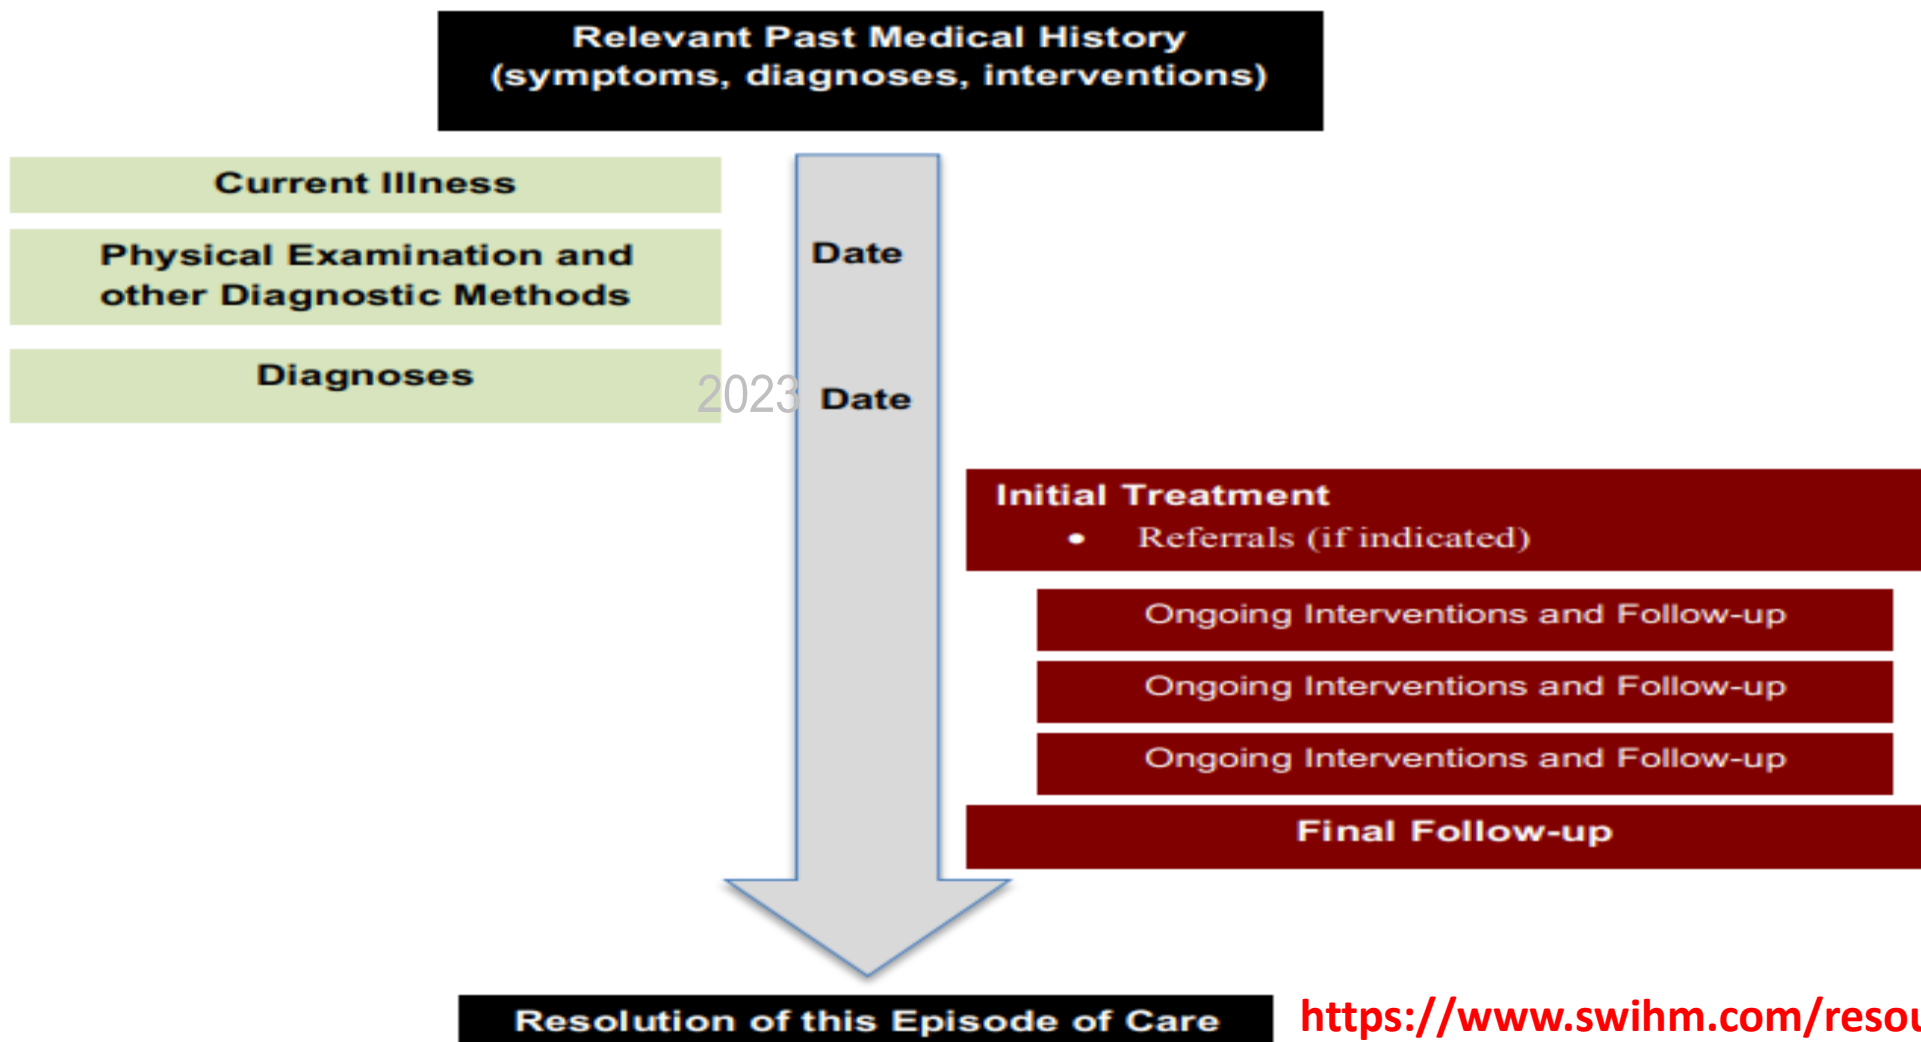 Relevant Past Medical History
(symptoms, diagnoses, interventions)
Current Illness
Physical Examination and
other Diagnostic Methods
Date
Diagnoses
2023
Date
Initial Treatment
• Referrals (if indicated)
Ongoing Interventions and Follow-up
Ongoing Interventions and Follow-up
Ongoing Interventions and Follow-up
Final Follow-up
Resolution of this Episode of Care
https://www.swihm.com/resou